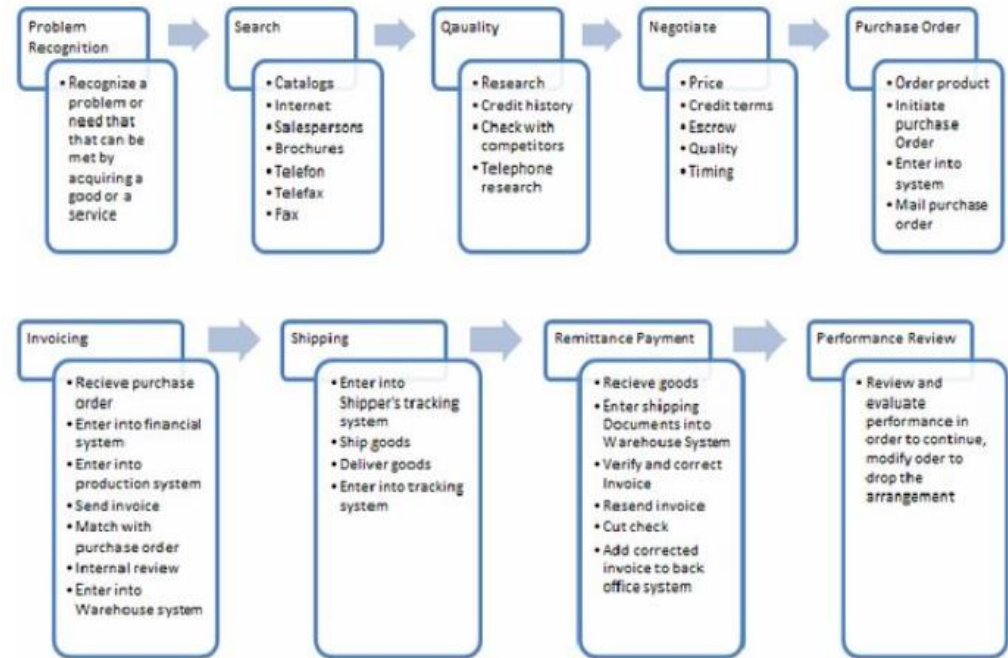 Problem
Recognition
Search
Qauality
Negotiate
Purchase Order
• Recognize a
problem or
need that
that can be
met by
acquiring a
good or a
service
• Catalogs
• Internet
• Salespersons
• Brochures
• Telefon
• Telefax
• Fax
• Research
• Credit history
• Check with
competitors
• Telephone
research
• Price
• Credit terms
• Escrow
• Quality
• Timing
• Order product
• Initiate
purchase
Order
• Enter into
system
• Mail purchase
order
Invoicing
Shipping
Remittance Payment
Performance Review
• Recieve purchase
order
• Enter into financial
system
• Enter into
production system
• Send invoice
• Match with
purchase order
• Internal review
• Enter into
Warehouse system
• Enter into
Shipper's tracking
system
• Ship goods
• Deliver goods
• Enter into tracking
system
• Recieve goods
• Enter shipping
Documents into
Warehouse System
• Verify and correct
Invoice
• Resend invoice
• Cut check
• Add corrected
invoice to back
office system
• Review and
evaluate
performance in
order to continue,
modify oder to
drop the
arrangement